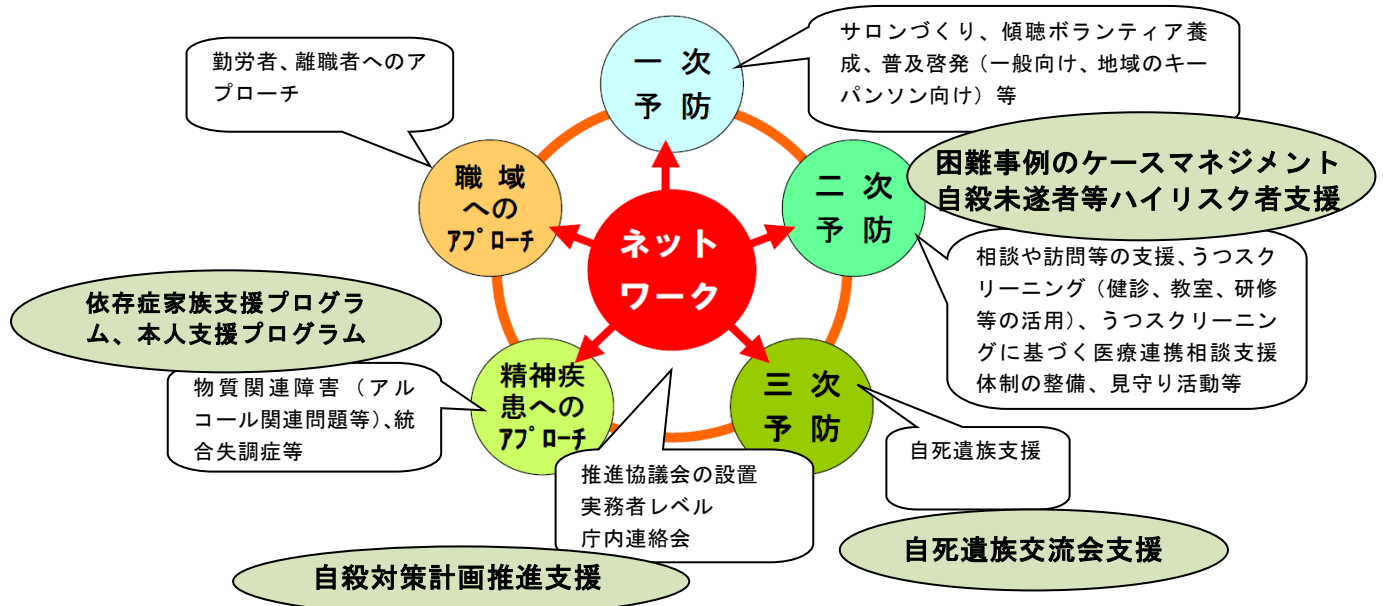 一 次
予 防
サロンづくり、傾聴ボランティア養
成、普及啓発（一般向け、地域のキー
パンソン向け）等
勤労者、離職者へのア
プローチ
職 域
への
ｱﾌﾟﾛｰﾁ
二 次
予 防
困難事例のケースマネジメント
自殺未遂者等ハイリスク者支援
ネット
ワーク
相談や訪問等の支援、うつスク
リーニング（健診、教室、研修
等の活用）、うつスクリーニン
グに基づく医療連携相談支援
体制の整備、見守り活動等
依存症家族支援プログラ
ム、本人支援プログラム
物質関連障害（アル
コール関連問題等）、統
合失調症等
精神疾
患への
ｱﾌﾟﾛｰﾁ
三 次
予 防
自死遺族支援
推進協議会の設置
実務者レベル
庁内連絡会
自死遺族交流会支援
自殺対策計画推進支援